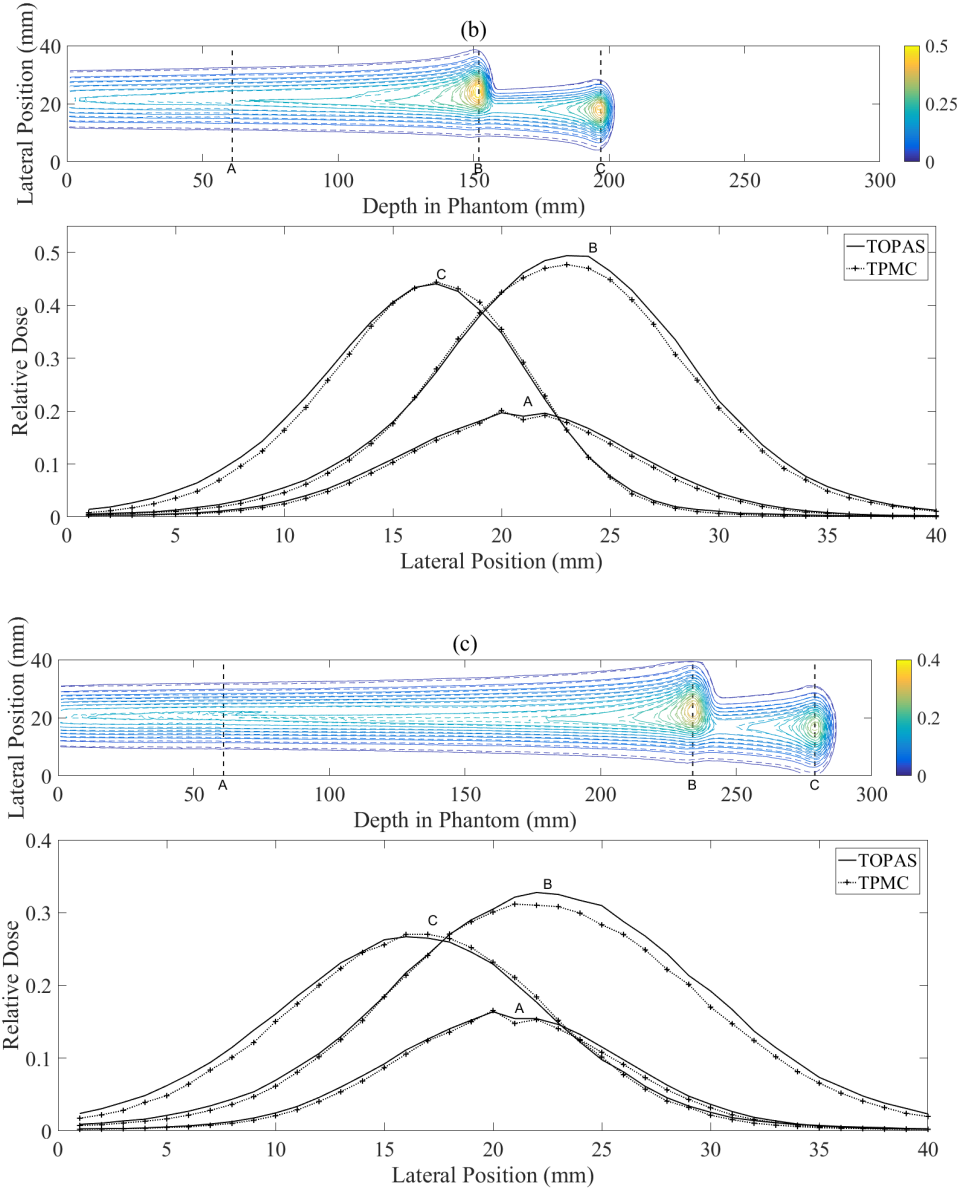 (b)
Lateral Position (mm)
40
20
0
0 50 100 150 200 250 300
A B C
Depth in Phantom (mm)
0.5
0.25
0
Relative Dose
0.5
0.4
0.3
0.2
0.1
0
C
B
A
TOPAS
TPMC
0 5 10 15 20 25 30 35 40
Lateral Position (mm)
(c)
Lateral Position (mm)
40
20
0
0 50 100 150 200 250 300
A B C
Depth in Phantom (mm)
0.4
0.2
0
Relative Dose
0.4
0.3
0.2
0.1
0
C
B
A
TOPAS
TPMC
0 5 10 15 20 25 30 35 40
Lateral Position (mm)